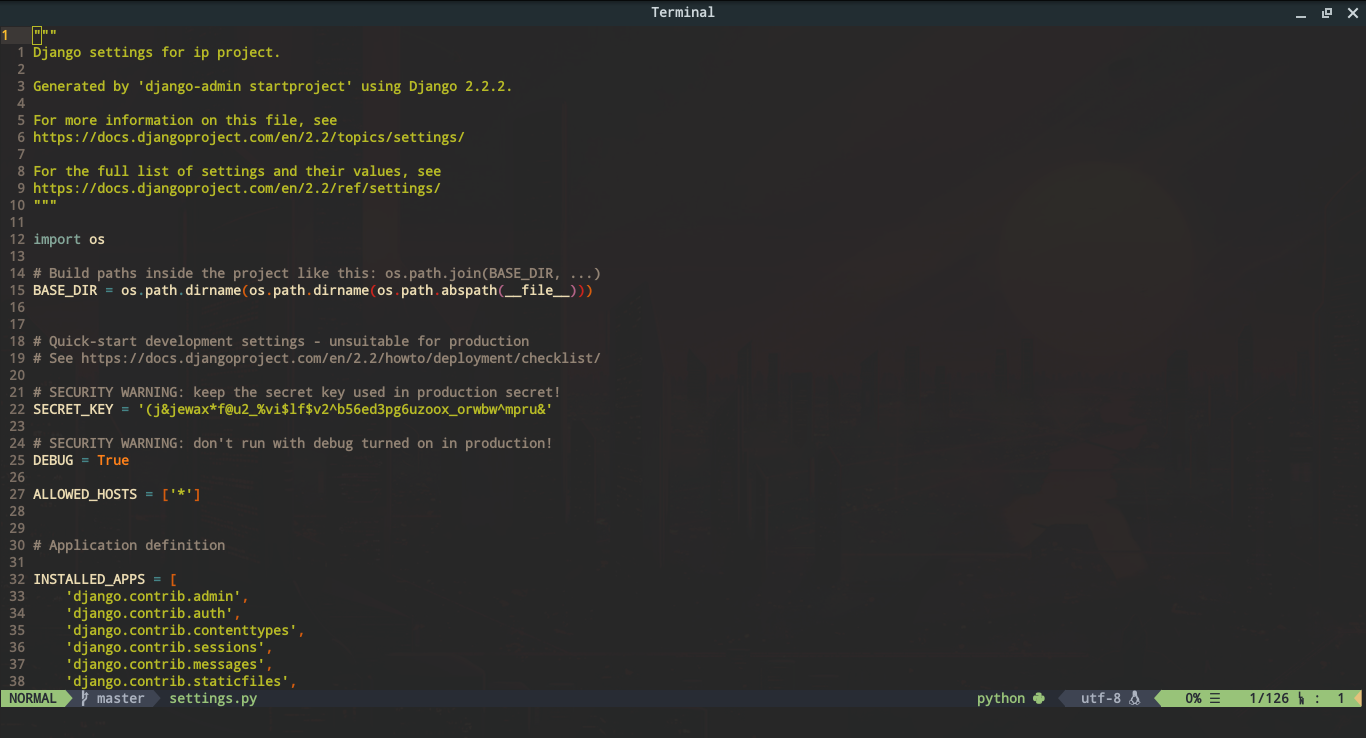 Terminal
1 """
1 Django settings for ip project.
2
3 Generated by 'django-admin startproject' using Django 2.2.2.
4
5 For more information on this file, see
6 https://docs.djangoproject.com/en/2.2/topics/settings/
7
8 For the full list of settings and their values, see
9 https://docs.djangoproject.com/en/2.2/ref/settings/
10 """
11
12 import os
13
14 # Build paths inside the project like this: os.path.join(BASE_DIR, ...)
15 BASE_DIR = os.path.dirname(os.path.dirname(os.path.abspath(__file__)))
16
17
18 # Quick-start development settings - unsuitable for production
19 # See https://docs.djangoproject.com/en/2.2/howto/deployment/checklist/
20
21 # SECURITY WARNING: keep the secret key used in production secret!
22 SECRET_KEY = '(j&jewax*f@u2_%vi$lf$v2^b56ed3pg6uzoox_orwbw^mpru&'
23
24 # SECURITY WARNING: don't run with debug turned on in production!
25 DEBUG = True
26
27 ALLOWED_HOSTS = ['*']
28
29
30 # Application definition
31
32 INSTALLED_APPS = [
33     'django.contrib.admin',
34     'django.contrib.auth',
35     'django.contrib.contenttypes',
36     'django.contrib.sessions',
37     'django.contrib.messages',
38     'django.contrib.staticfiles',
NORMAL master settings.py python utf-8 0% ☰ 1/126 : 1